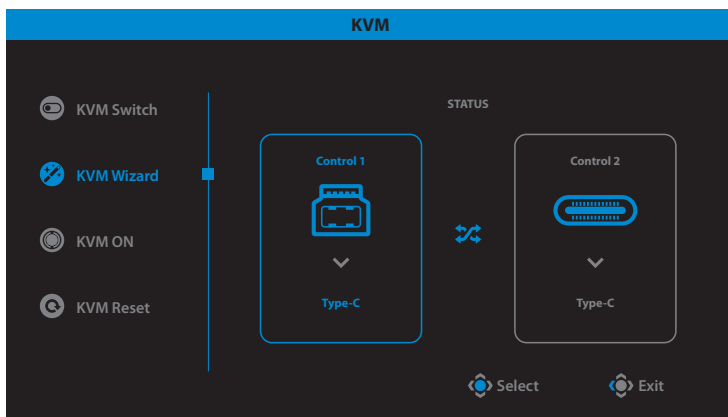 KVM
KVM Switch
KVM Wizard
KVM ON
KVM Reset
STATUS
Control 1
Type-C
Control 2
Type-C
Select
Exit